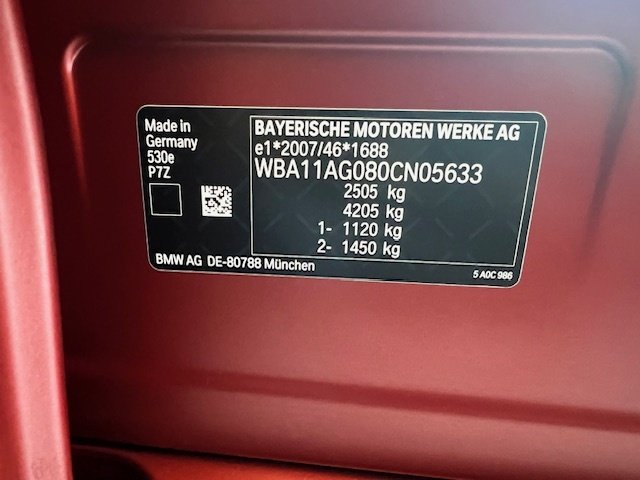 Made in
Germany
530e
P7Z
BAYERISCHE MOTOREN WERKE AG
e1*2007/46*1688
WBA11AG080CN05633
2505 kg
4205 kg
1- 1120 kg
2- 1450 kg
BMW AG DE-80788 München
5 A0C 986